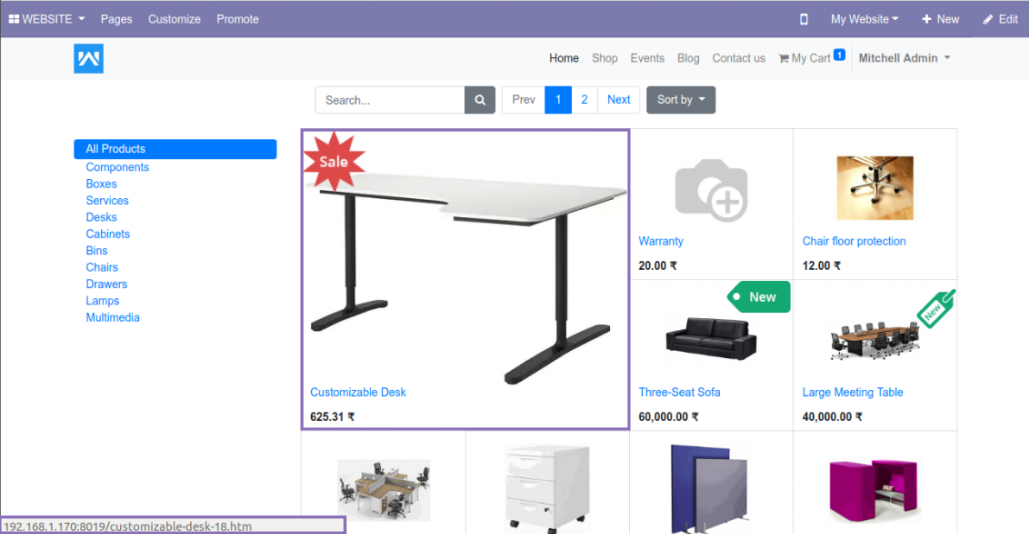 WEBSITE Pages Customize Promote My Website New Edit
Home Shop Events Blog Contact us My Cart 1 Mitchell Admin
Search... Prev 1 2 Next Sort by
All Products
Components
Boxes
Services
Desks
Cabinets
Bins
Chairs
Drawers
Lamps
Multimedia
Sale
Customizable Desk
625.31 ₹
Warranty
20.00 ₹
Chair floor protection
12.00 ₹
New
Three-Seat Sofa
60,000.00 ₹
New
Large Meeting Table
40,000.00 ₹
192.168.1.170:8019/customizable-desk-18.htm